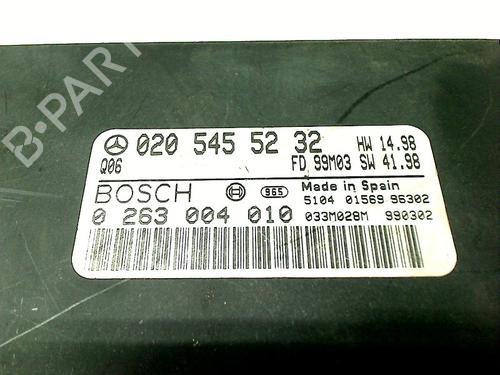 020 545 52 32 HW 14.98
Q06 FD 99M03 SW 41.98
BOSCH 965 Made in Spain
5104 01569 96302
0 263 004 010 033M028M 990302
B-PARTS